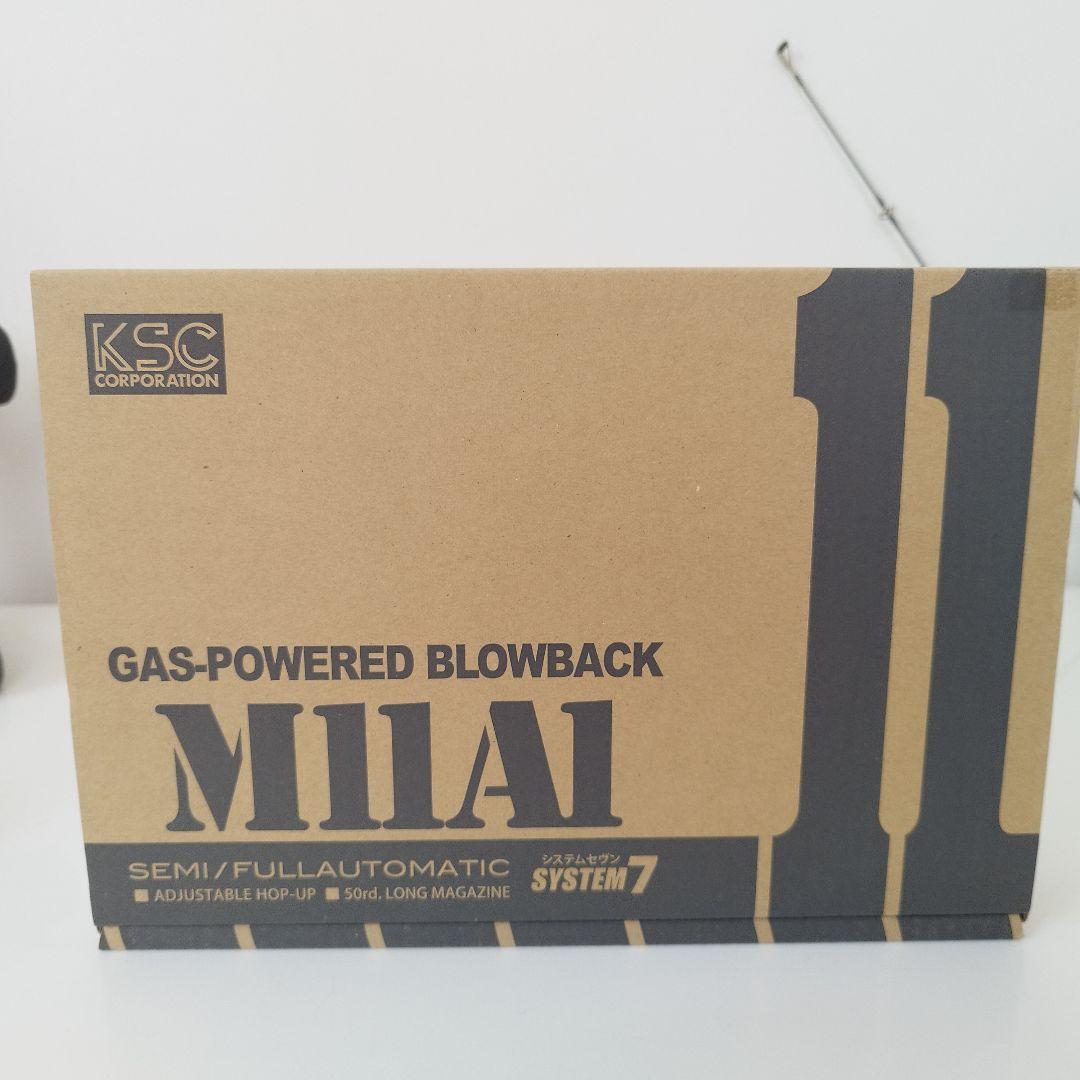 KSC
CORPORATION
11
GAS-POWERED BLOWBACK
M11A1
SEMI/FULLAUTOMATIC
■ ADJUSTABLE HOP-UP ■ 50rd. LONG MAGAZINE
システムセヴン
SYSTEM7